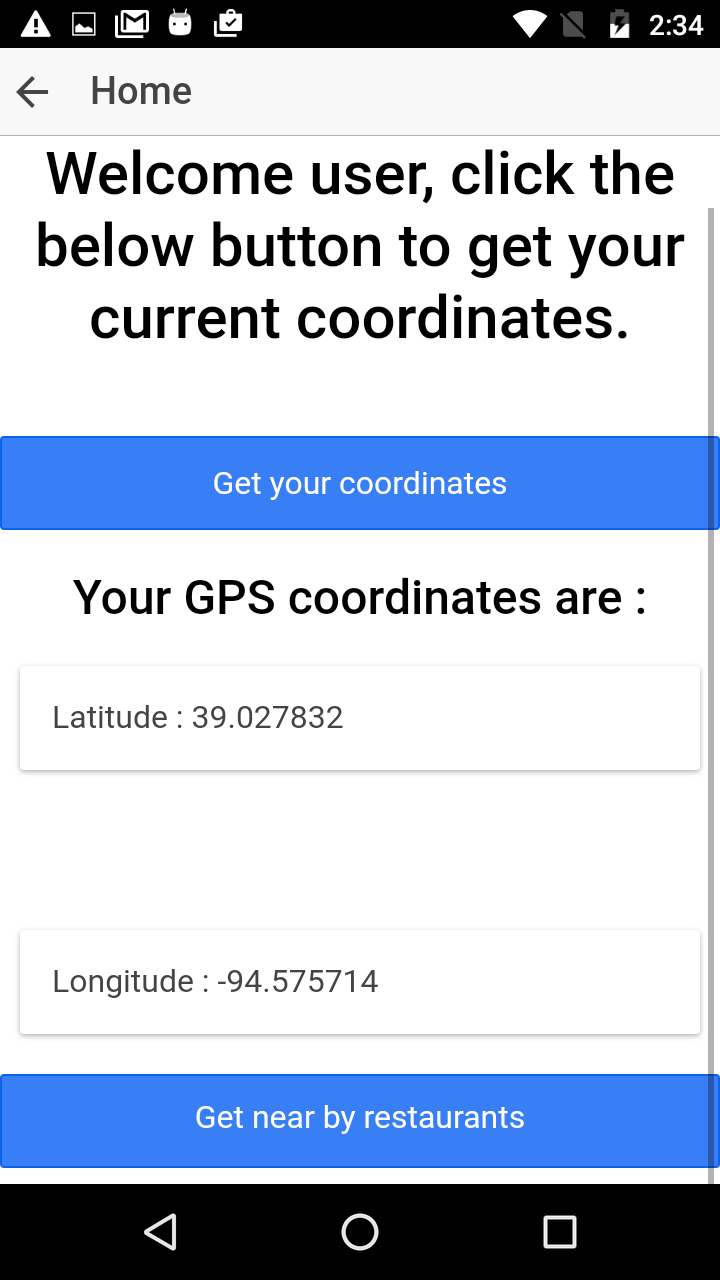 2:34
Home
Welcome user, click the
below button to get your
current coordinates.
Get your coordinates
Your GPS coordinates are :
Latitude : 39.027832
Longitude : -94.575714
Get near by restaurants